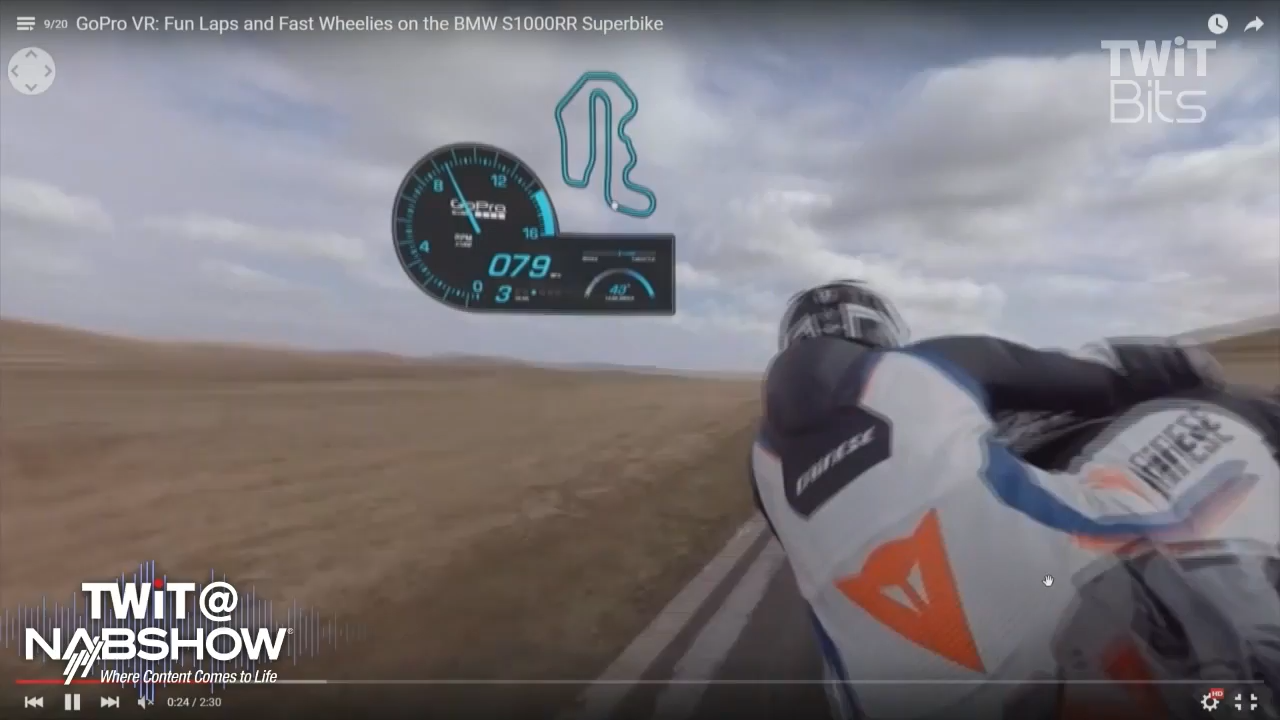 9/20 GoPro VR: Fun Laps and Fast Wheelies on the BMW S1000RR Superbike
TWiT
Bits
8
12
GoPro
RPM
4
16
079
0
3
43°
DAINESE
TWiT@
NABSHOW®
Where Content Comes to Life
0:24 / 2:30
HD